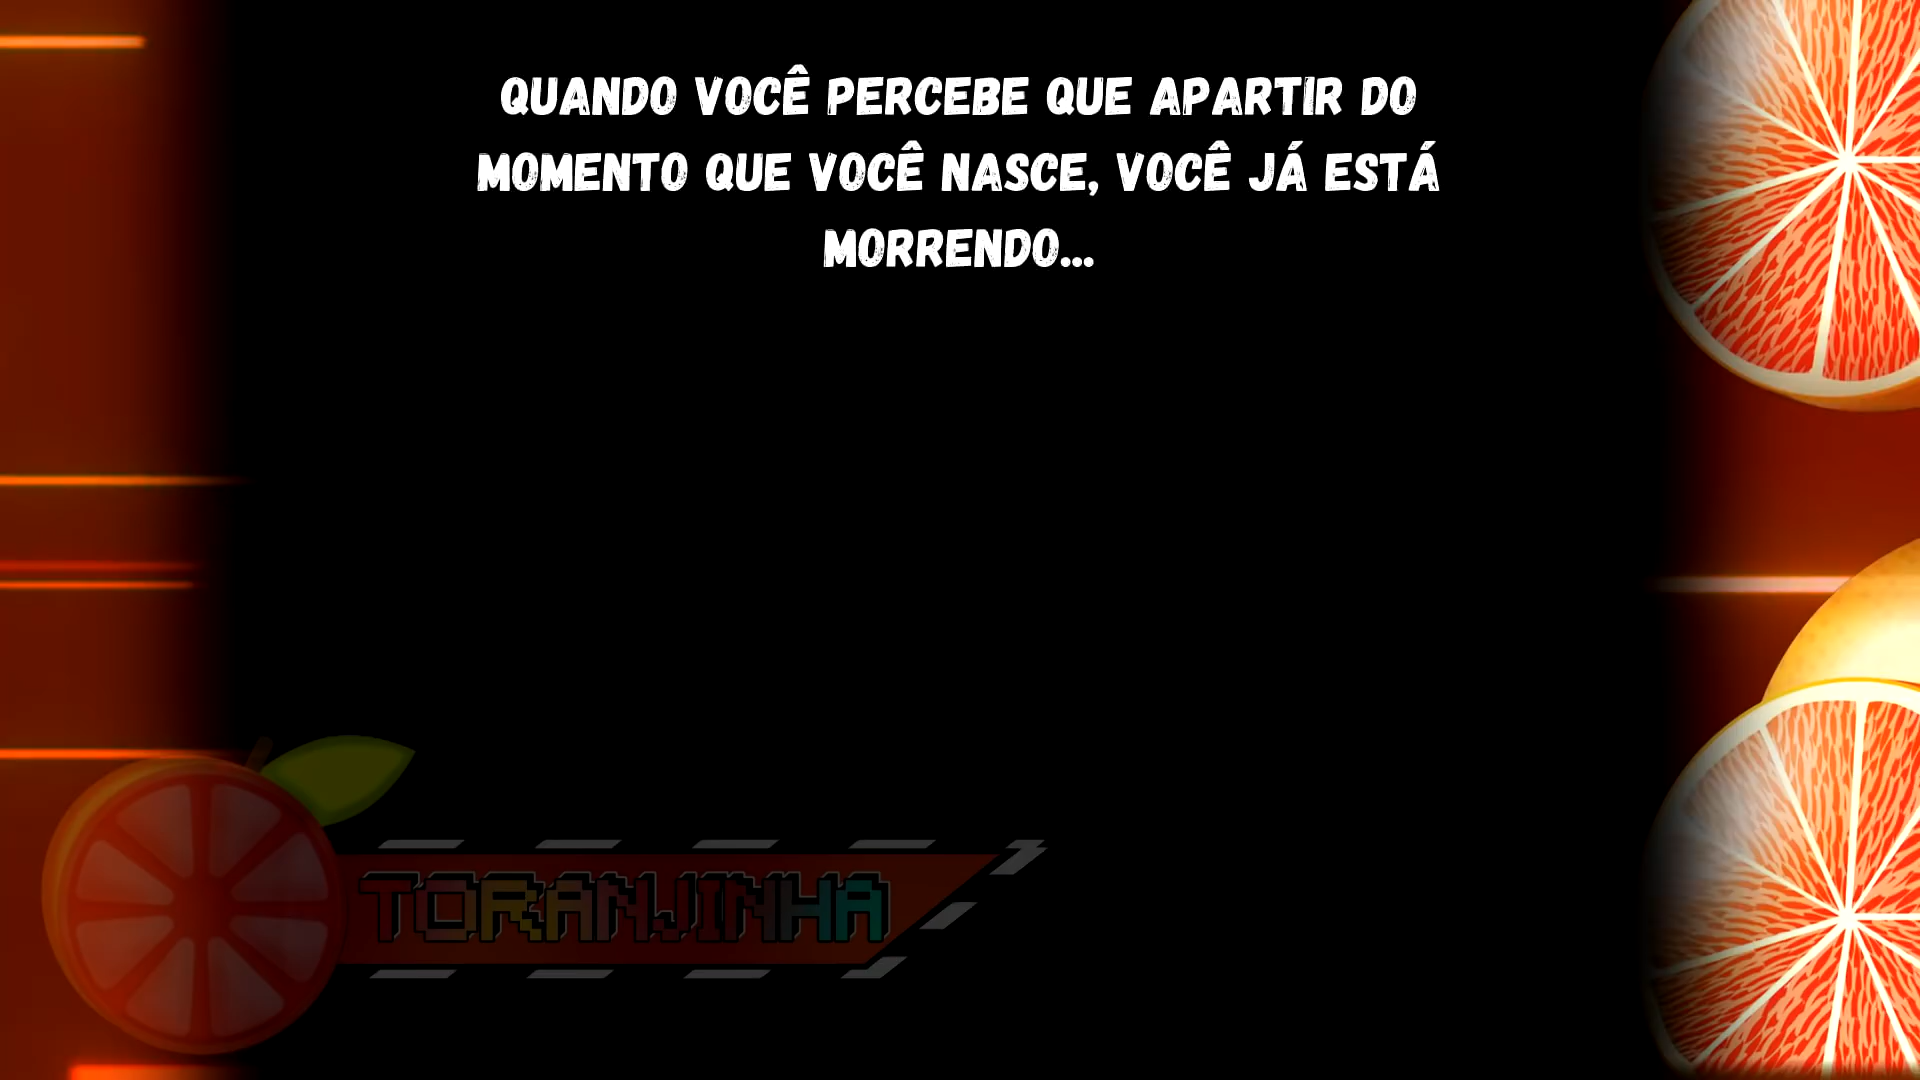 QUANDO VOCÊ PERCEBE QUE APARTIR DO
MOMENTO QUE VOCÊ NASCE, VOCÊ JÁ ESTÁ
MORRENDO...
TORANJINHA